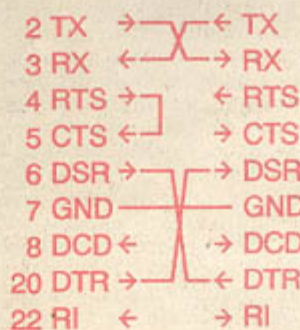 2 TX TX
3 RX RX
4 RTS RTS
5 CTS CTS
6 DSR DSR
7 GND GND
8 DCD DCD
20 DTR DTR
22 RI RI